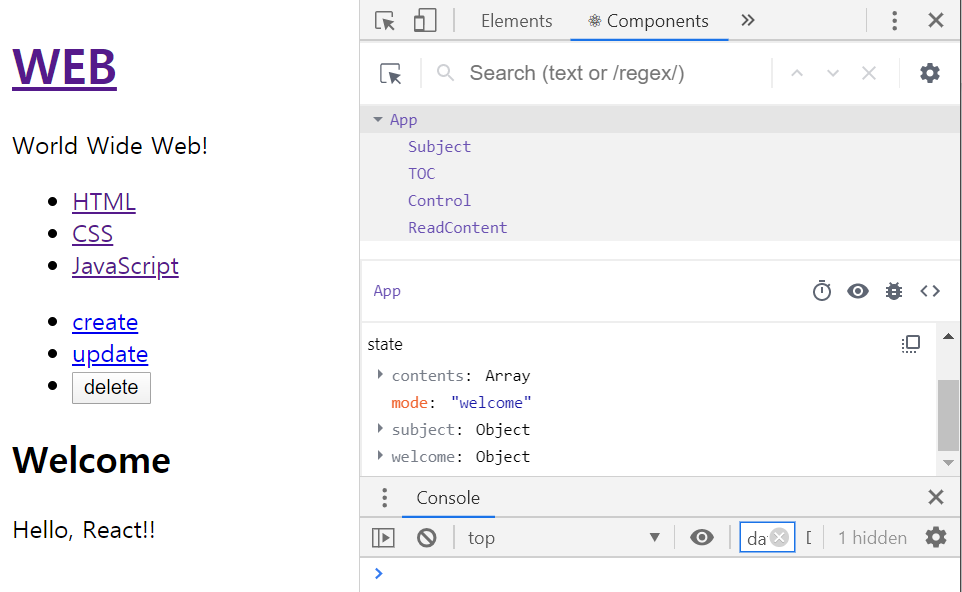 WEB
World Wide Web!
HTML
CSS
JavaScript
create
update
delete
Welcome
Hello, React!!
Elements
Components
Search (text or /regex/)
App
Subject
TOC
Control
ReadContent
App
state
contents: Array
mode: "welcome"
subject: Object
welcome: Object
Console
top
da
1 hidden